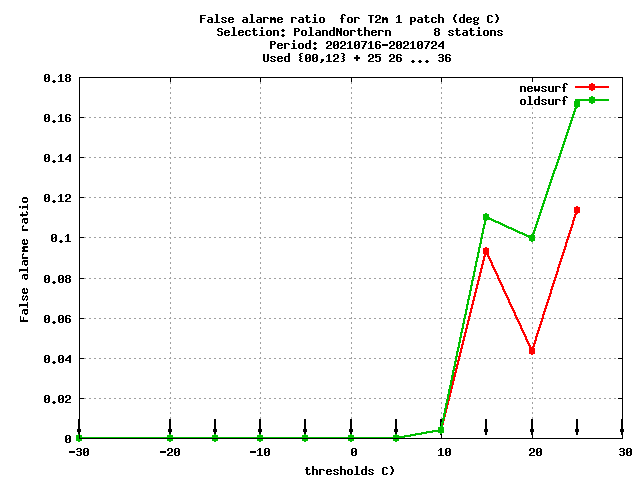 False alarme ratio  for T2m 1 patch (deg C)
Selection: PolandNorthern      8 stations
Period: 20210716-20210724
Used {00,12} + 25 26 ... 36
newsurf
oldsurf
0.18
0.16
0.14
0.12
0.1
0.08
0.06
0.04
0.02
0
False alarme ratio
-30 -20 -10 0 10 20 30
thresholds C)